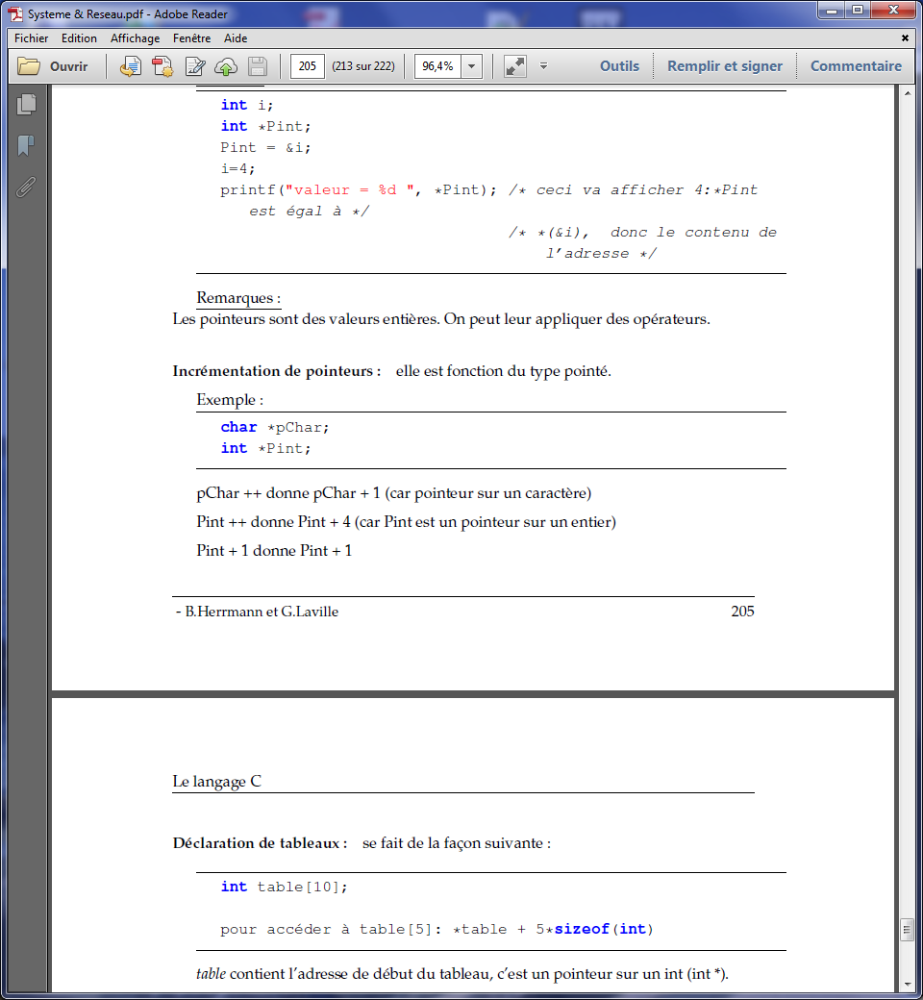 Systeme & Reseau.pdf - Adobe Reader
Fichier Edition Affichage Fenêtre Aide
Ouvrir 205 (213 sur 222) 96,4% Outils Remplir et signer Commentaire
int i;
int *Pint;
Pint = &i;
i=4;
printf("valeur = %d ", *Pint); /* ceci va afficher 4:*Pint
est égal à */
/* *(&i), donc le contenu de
l'adresse */
Remarques :
Les pointeurs sont des valeurs entières. On peut leur appliquer des opérateurs.
Incrémentation de pointeurs : elle est fonction du type pointé.
Exemple :
char *pChar;
int *Pint;
pChar ++ donne pChar + 1 (car pointeur sur un caractère)
Pint ++ donne Pint + 4 (car Pint est un pointeur sur un entier)
Pint + 1 donne Pint + 1
- B.Herrmann et G.Laville 205
Le langage C
Déclaration de tableaux : se fait de la façon suivante :
int table[10];
pour accéder à table[5]: *table + 5*sizeof(int)
table contient l'adresse de début du tableau, c'est un pointeur sur un int (int *).